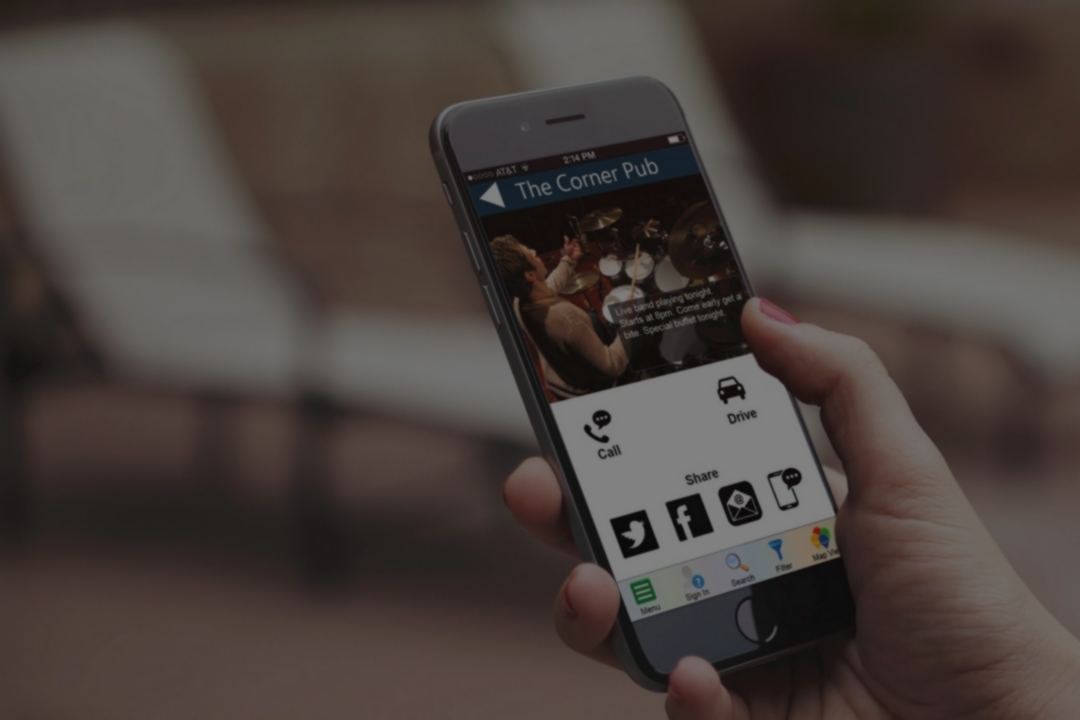 AT&T
2:14 PM
The Corner Pub
Live band playing tonight.
Starts at 8pm. Come early get a
bite. Special buffet tonight.
Call
Drive
Share
Menu
Sign In
Search
Filter
Map Vie